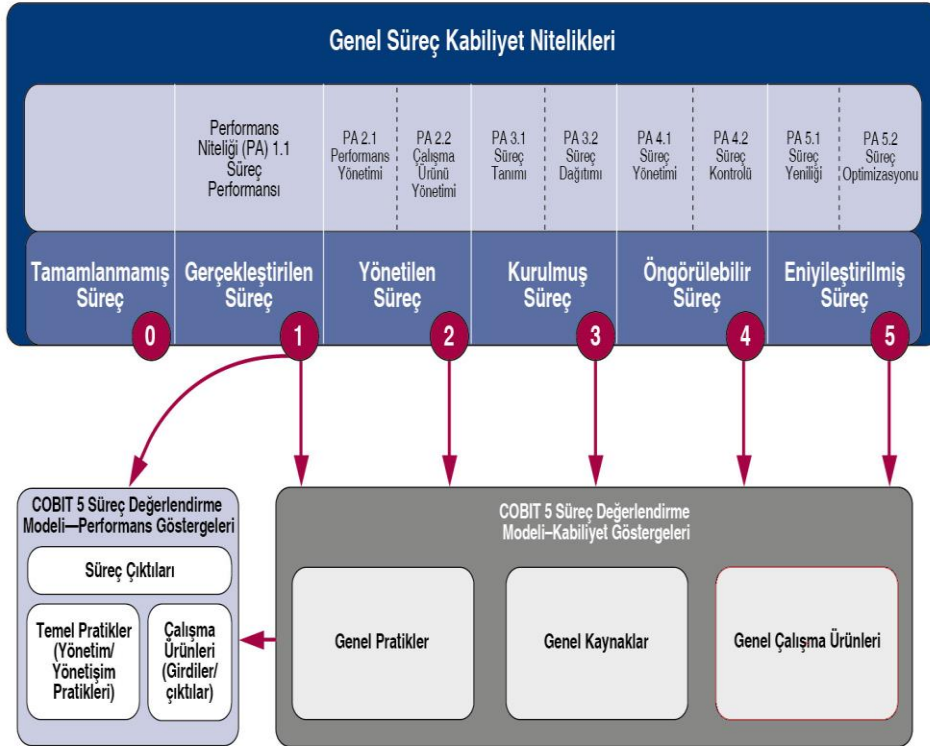 Genel Süreç Kabiliyet Nitelikleri
Performans
Niteliği (PA) 1.1
Süreç
Performansı
PA 2.1
Performans
Yönetimi
PA 2.2
Çalışma
Ürünü
Yönetimi
PA 3.1
Süreç
Tanımı
PA 3.2
Süreç
Dağıtımı
PA 4.1
Süreç
Yönetimi
PA 4.2
Süreç
Kontrolü
PA 5.1
Süreç
Yeniliği
PA 5.2
Süreç
Optimizasyonu
Tamamlanmamış
Süreç
0
Gerçekleştirilen
Süreç
1
Yönetilen
Süreç
2
Kurulmuş
Süreç
3
Öngörülebilir
Süreç
4
Eniyileştirilmiş
Süreç
5
COBIT 5 Süreç Değerlendirme
Modeli—Performans Göstergeleri
Süreç Çıktıları
Temel Pratikler
(Yönetim/
Yönetişim
Pratikleri)
Çalışma
Ürünleri
(Girdiler/
çıktılar)
COBIT 5 Süreç Değerlendirme
Modeli–Kabiliyet Göstergeleri
Genel Pratikler
Genel Kaynaklar
Genel Çalışma Ürünleri